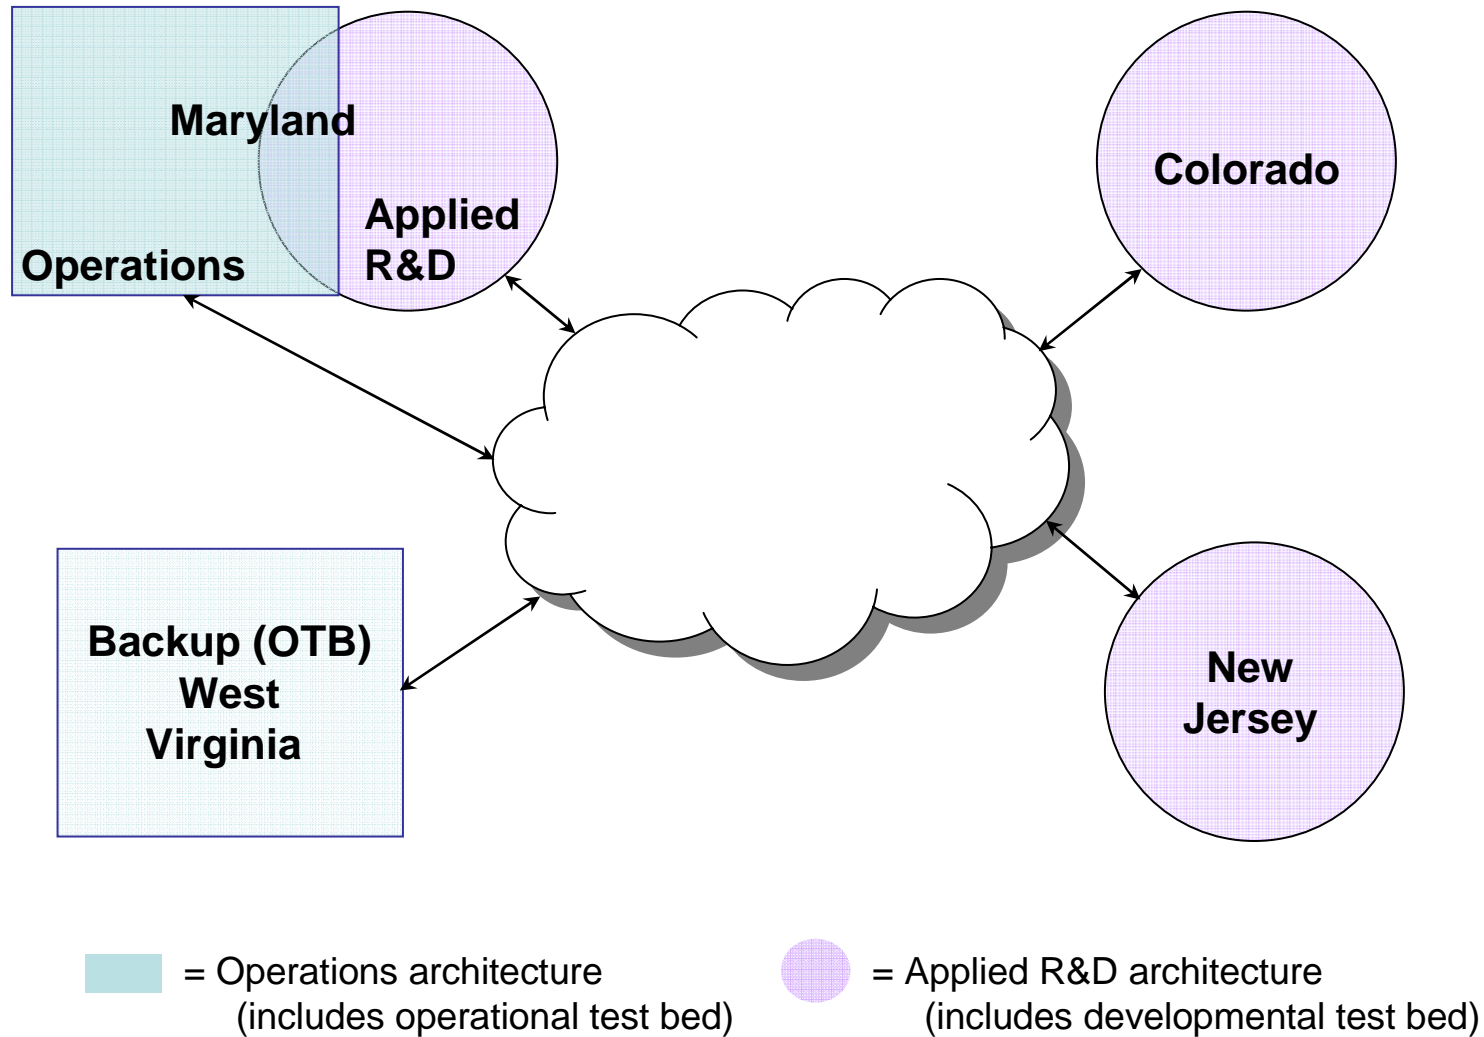 Maryland
Applied
R&D
Operations
Colorado
Backup (OTB)
West
Virginia
New
Jersey
= Operations architecture
(includes operational test bed)
= Applied R&D architecture
(includes developmental test bed)